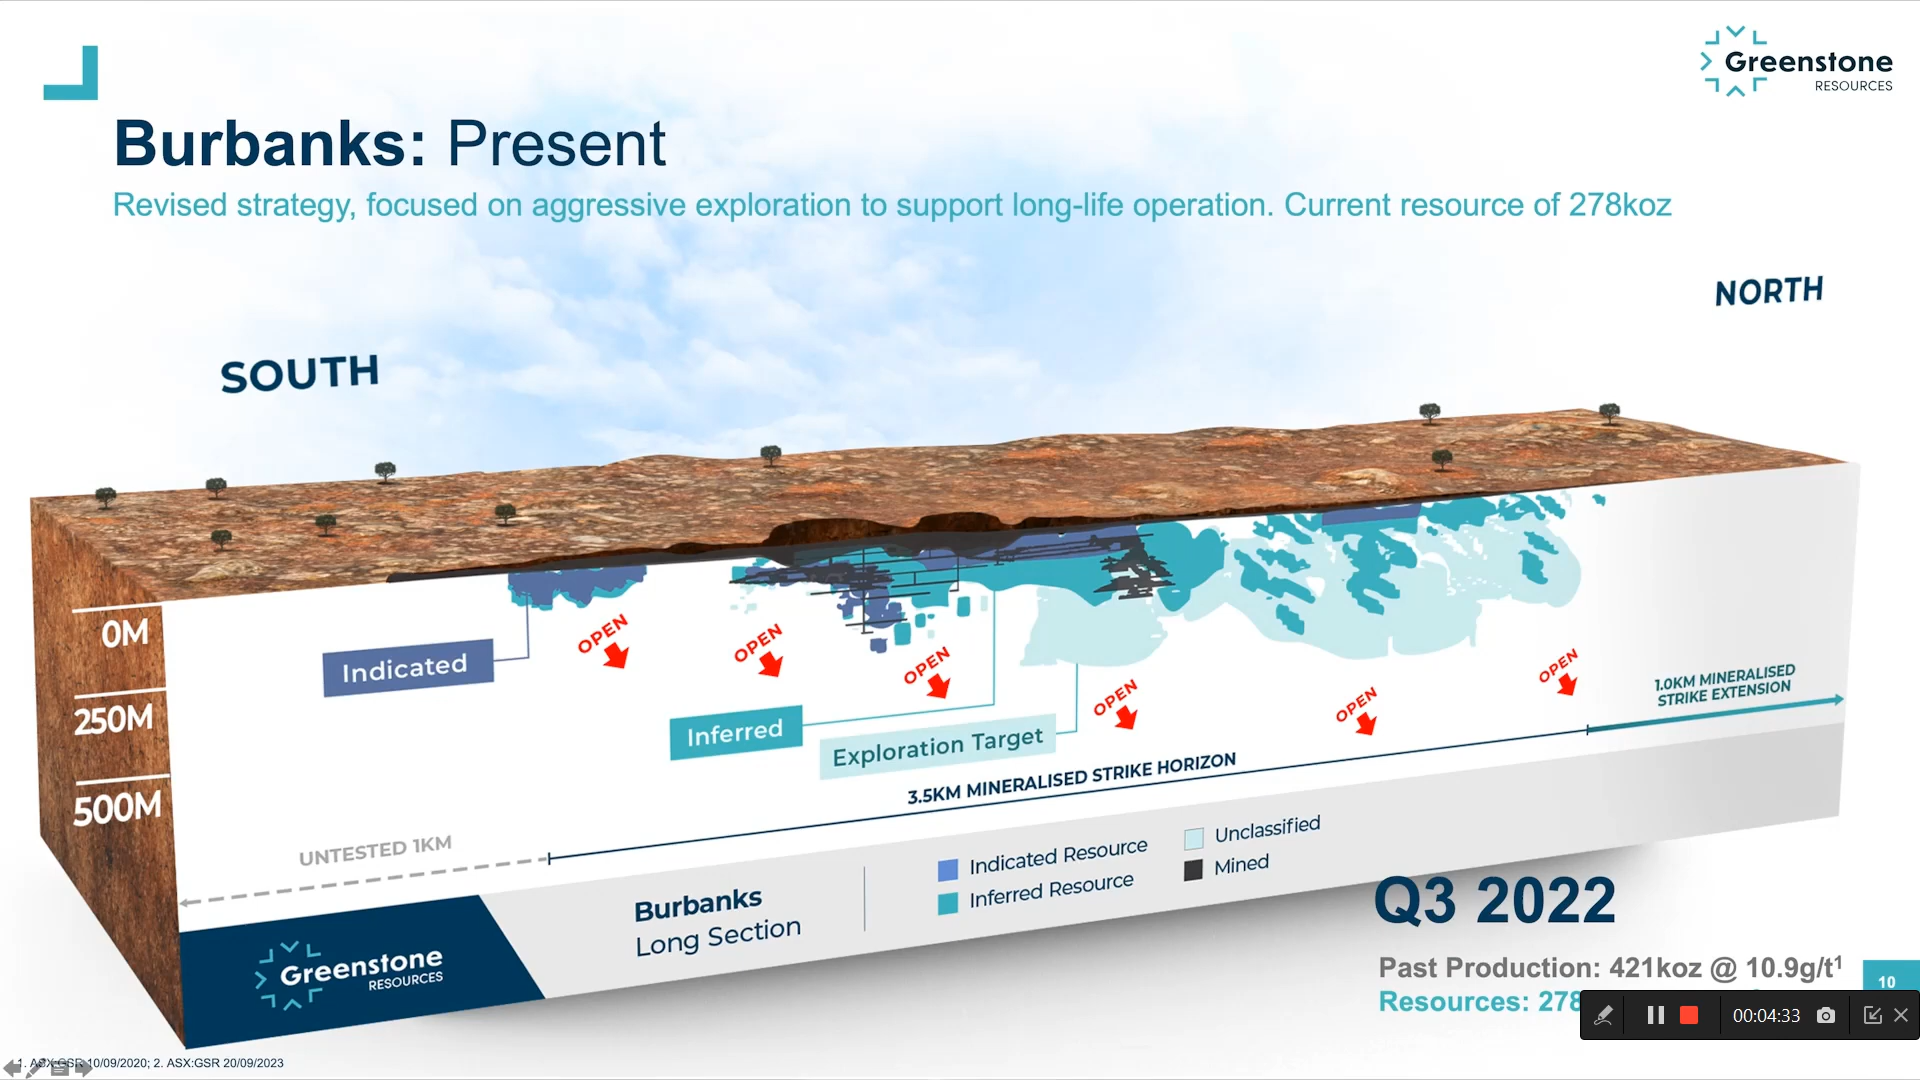 Greenstone
RESOURCES
Burbanks: Present
Revised strategy, focused on aggressive exploration to support long-life operation. Current resource of 278koz
NORTH
SOUTH
0M
250M
500M
Indicated
Inferred
Exploration Target
OPEN
OPEN
OPEN
OPEN
OPEN
OPEN
1.0KM MINERALISED
STRIKE EXTENSION
3.5KM MINERALISED STRIKE HORIZON
UNTESTED 1KM
Greenstone
RESOURCES
Burbanks
Long Section
Indicated Resource
Inferred Resource
Unclassified
Mined
Q3 2022
Past Production: 421koz @ 10.9g/t¹
Resources: 278
10
00:04:33
1. ASX:GSR 10/09/2020; 2. ASX:GSR 20/09/2023